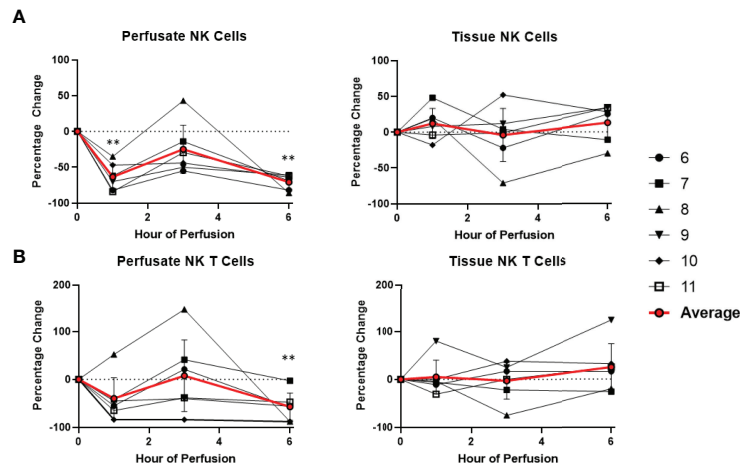 A
Perfusate NK Cells
Percentage Change
100
50
0
-50
-100
**
**
0 2 4 6
Hour of Perfusion
Tissue NK Cells
Percentage Change
100
50
0
-50
-100
0 2 4 6
Hour of Perfusion
B
Perfusate NK T Cells
Percentage Change
200
100
0
-100
**
0 2 4 6
Hour of Perfusion
Tissue NK T Cells
Percentage Change
200
100
0
-100
0 2 4 6
Hour of Perfusion
6
7
8
9
10
11
Average